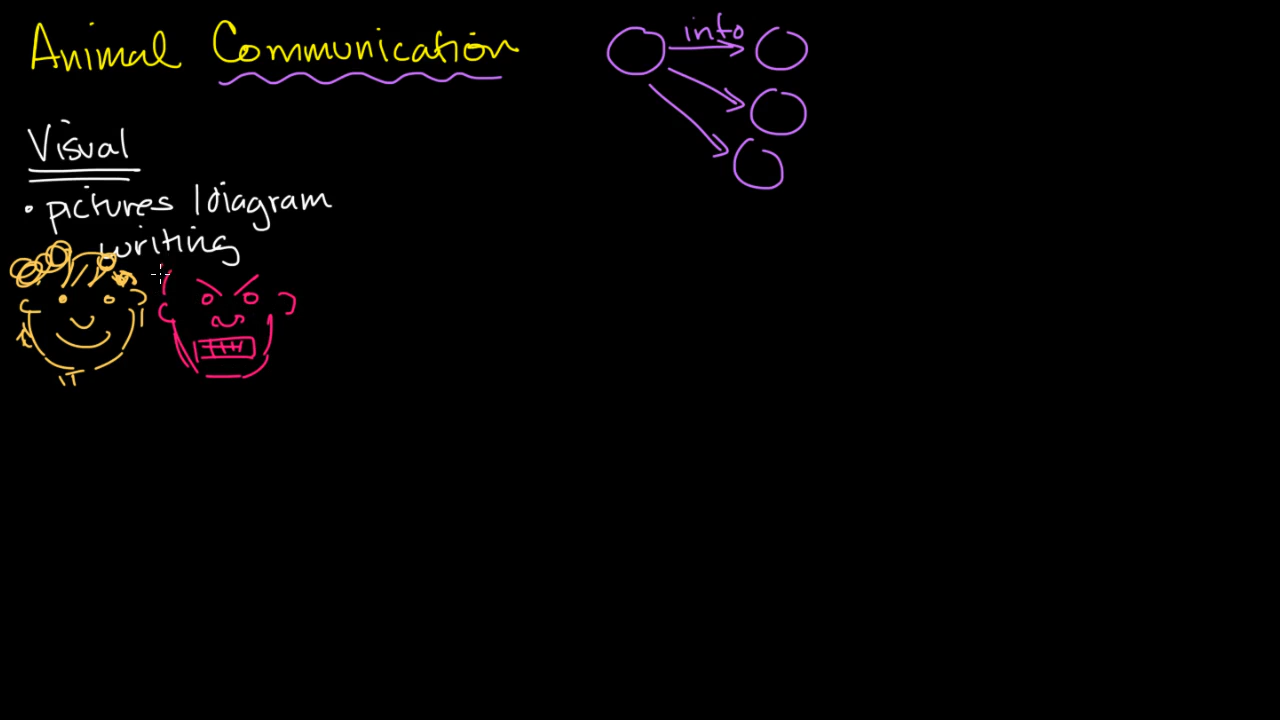 Animal Communication
info
Visual
• pictures / diagram
writing